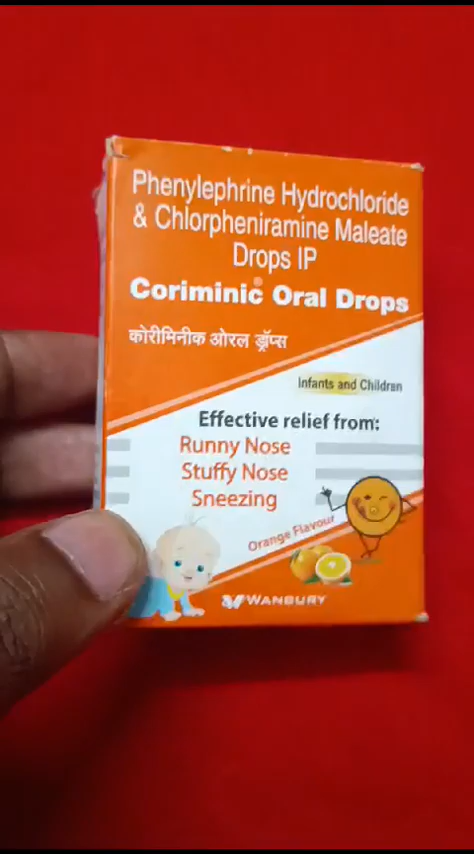 Phenylephrine Hydrochloride
& Chlorpheniramine Maleate
Drops IP
Coriminic Oral Drops
कोरीमिनीक ओरल ड्रॉप्स
Infants and Children
Effective relief from:
Runny Nose
Stuffy Nose
Sneezing
Orange Flavour
WANBURY